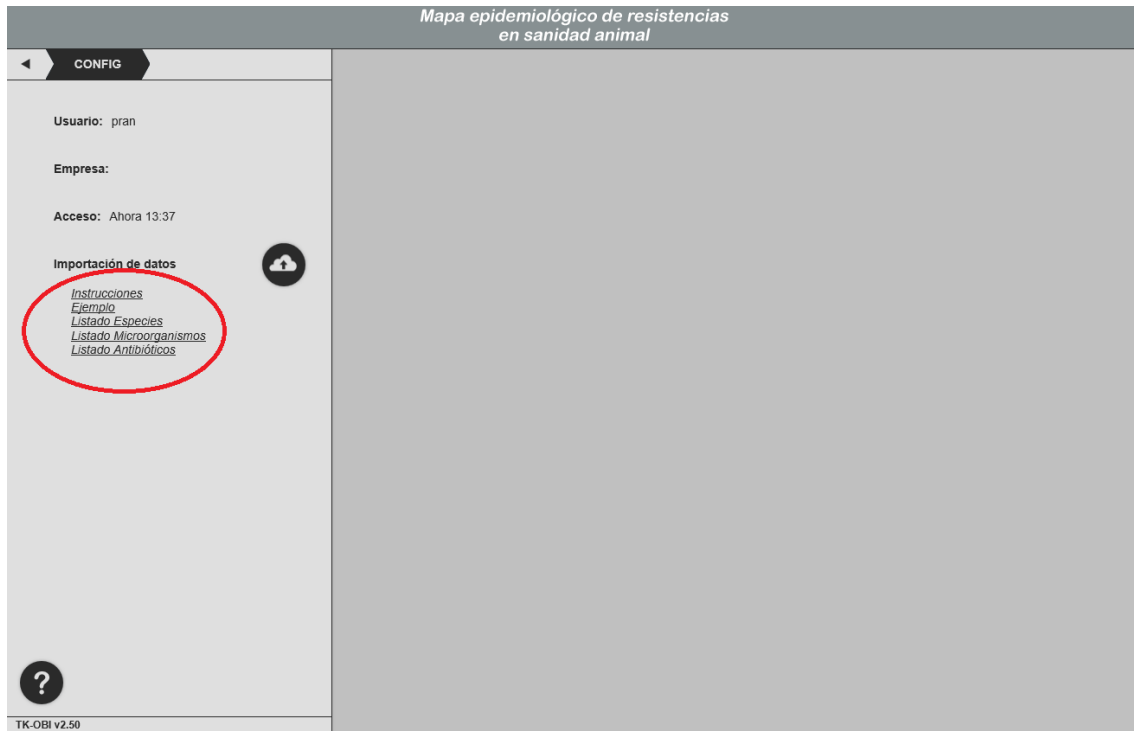 Mapa epidemiológico de resistencias
en sanidad animal
CONFIG
Usuario: pran
Empresa:
Acceso: Ahora 13:37
Importación de datos
Instrucciones
Ejemplo
Listado Especies
Listado Microorganismos
Listado Antibióticos
?
TK-OBI v2.50